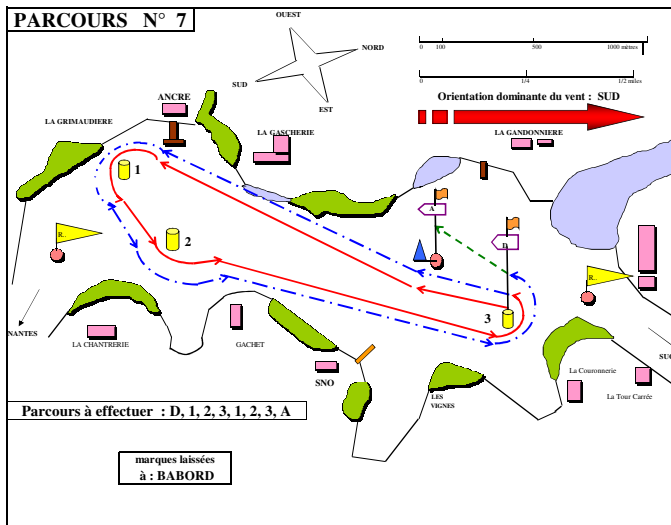 PARCOURS N° 7
OUEST
NORD
SUD
EST
0 100 500 1000 mètres
0 1/4 1/2 miles
Orientation dominante du vent : SUD
ANCRE
LA GRIMAUDIERE
LA GASCHERIE
LA GANDONNIERE
1
2
3
A
D
R..
R..
NANTES
LA CHANTRERIE
GACHET
SNO
LES
VIGNES
La Couronnerie
La Tour Carrée
SUC
Parcours à effectuer : D, 1, 2, 3, 1, 2, 3, A
marques laissées
à : BABORD